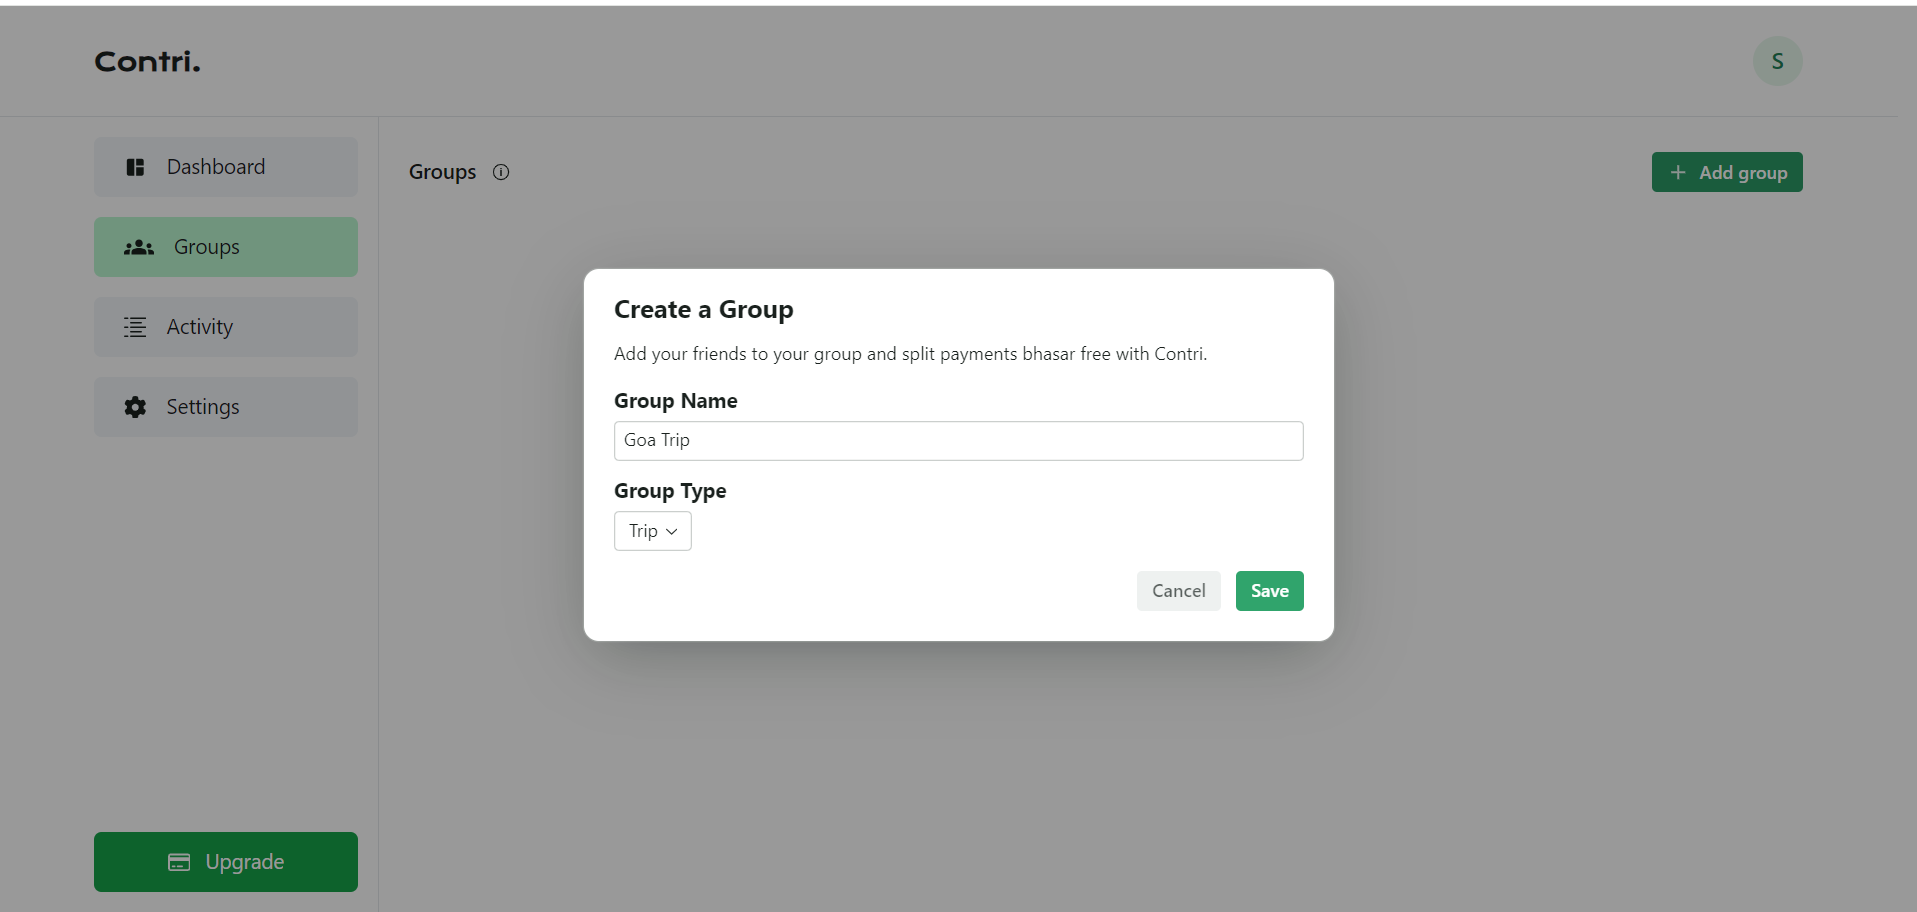 Contri.
S
Dashboard
Groups
Activity
Settings
Upgrade
Groups
Add group
Create a Group
Add your friends to your group and split payments bhasar free with Contri.
Group Name
Goa Trip
Group Type
Trip
Cancel
Save